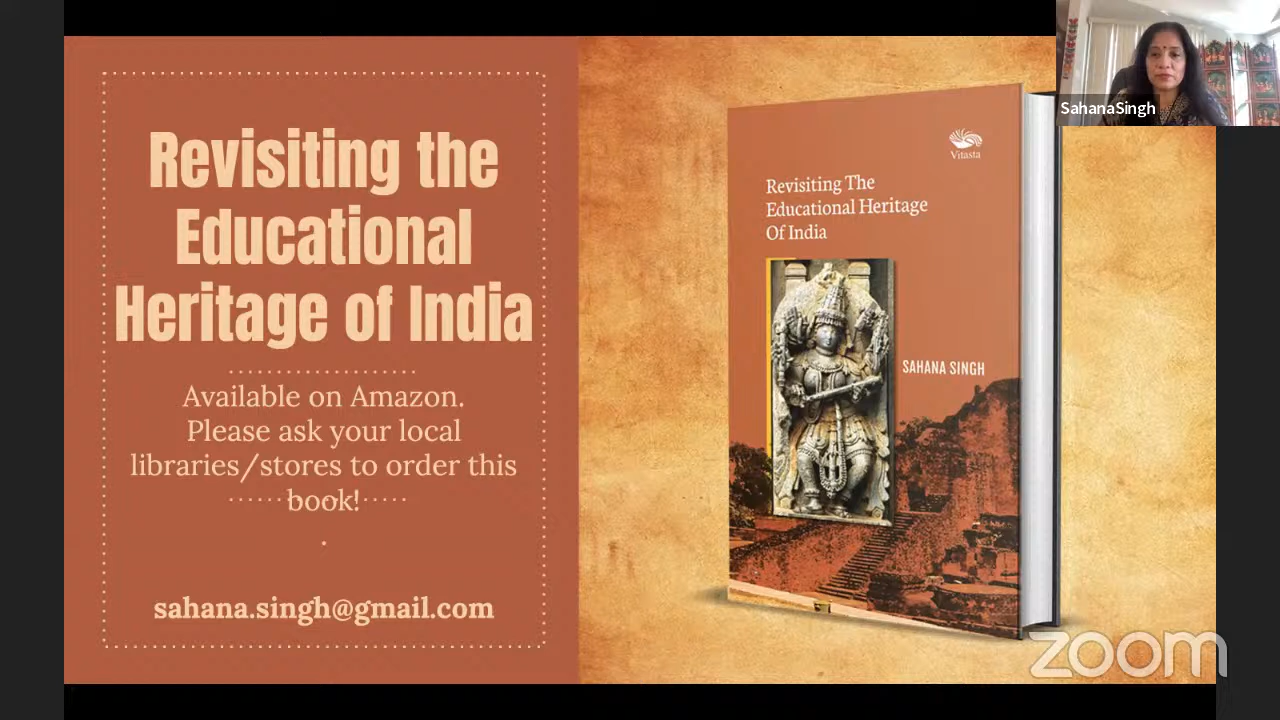 Revisiting the
Educational
Heritage of India
Available on Amazon.
Please ask your local
libraries/stores to order this
book!
.
sahana.singh@gmail.com
Vitasta
Revisiting The
Educational Heritage
Of India
SAHANA SINGH
SahanaSingh
zoom